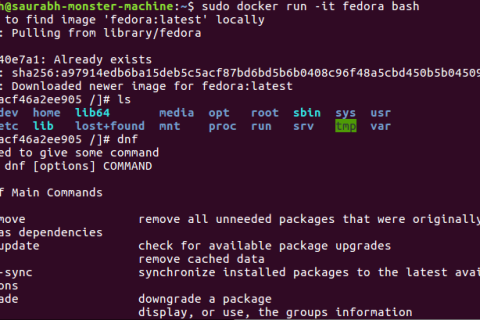 h@saurabh-monster-machine:~$ sudo docker run -it fedora bash
to find image 'fedora:latest' locally
: Pulling from library/fedora
40e7a1: Already exists
: sha256:a97914edb6ba15deb5c5acf87bd6bd5b6b0408c96f48a5cbd450b5b04509
: Downloaded newer image for fedora:latest
acf46a2ee905 /]# ls
dev home lib64 media opt root sbin sys usr
etc lib lost+found mnt proc run srv tmp var
acf46a2ee905 /]# dnf
ed to give some command
dnf [options] COMMAND
f Main Commands
move remove all unneeded packages that were originally
as dependencies
update check for available package upgrades
remove cached data
-sync synchronize installed packages to the latest avai
ons
ade downgrade a package
display, or use, the groups information